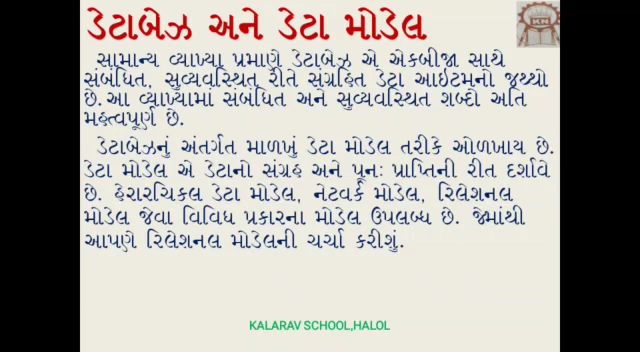 ડેટાબેઝ અને ડેટા મોડેલ
સામાન્ય વ્યાખ્યા પ્રમાણે ડેટાબેઝ એ એકબીજા સાથે
સંબંધિત, સુવ્યવસ્થિત રીતે સંગ્રહિત ડેટા આઈટમનો જથ્થો
છે. આ વ્યાખ્યામા સંબંધિત અને સુવ્યવસ્થિત શબ્દો અતિ
મહત્વપૂર્ણ છે.
ડેટાબેઝનું અંતર્ગત માળખું ડેટા મોડેલ તરીકે ઓળખાય છે.
ડેટા મોડેલ એ ડેટાનો સંગ્રહ અને પૂનઃ પ્રાપ્તિની રીત દર્શાવે
છે. હેરારચિકલ ડેટા મોડેલ, નેટવર્ક મોડેલ, રિલેશનલ
મોડેલ જેવા વિવિધ પ્રકારના મોડેલ ઉપલબ્ધ છે. જેમાંથી
આપણે રિલેશનલ મોડેલની ચર્ચા કરીશું.
KALARAV SCHOOL,HALOL